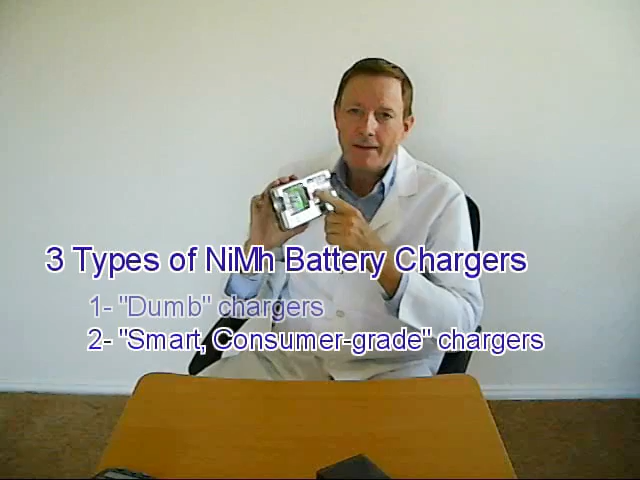 3 Types of NiMh Battery Chargers
1- "Dumb" chargers
2- "Smart, Consumer-grade" chargers